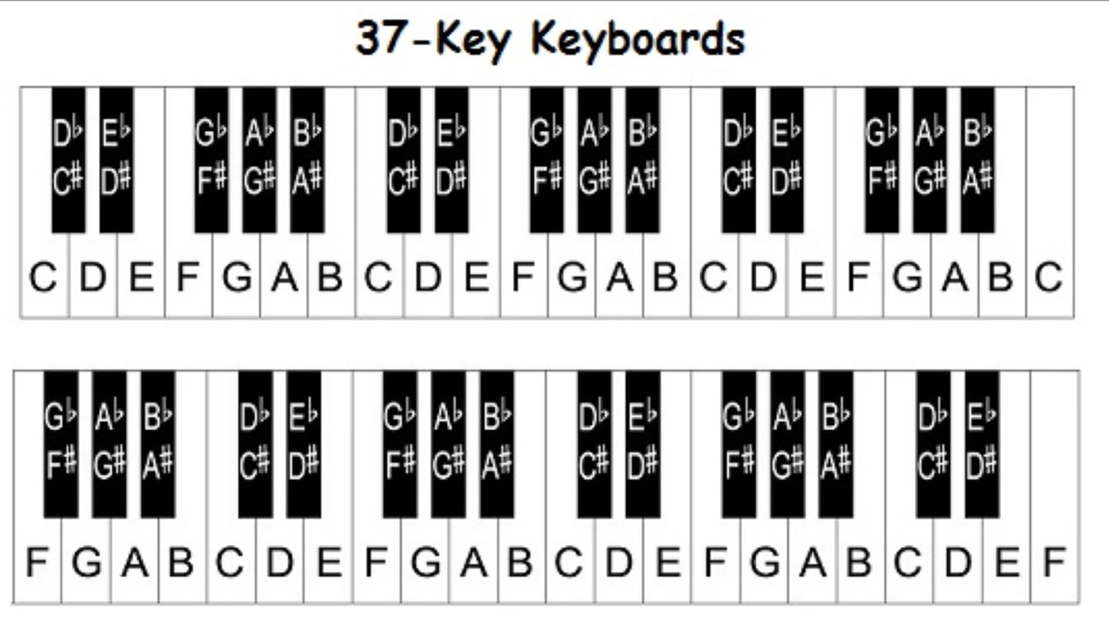 37-Key Keyboards
D♭ E♭ G♭ A♭ B♭ D♭ E♭ G♭ A♭ B♭ D♭ E♭ G♭ A♭ B♭
C# D# F# G# A# C# D# F# G# A# C# D# F# G# A#
C D E F G A B C D E F G A B C D E F G A B C
G♭ A♭ B♭ D♭ E♭ G♭ A♭ B♭ D♭ E♭ G♭ A♭ B♭ D♭ E♭
F# G# A# C# D# F# G# A# C# D# F# G# A# C# D#
F G A B C D E F G A B C D E F G A B C D E F